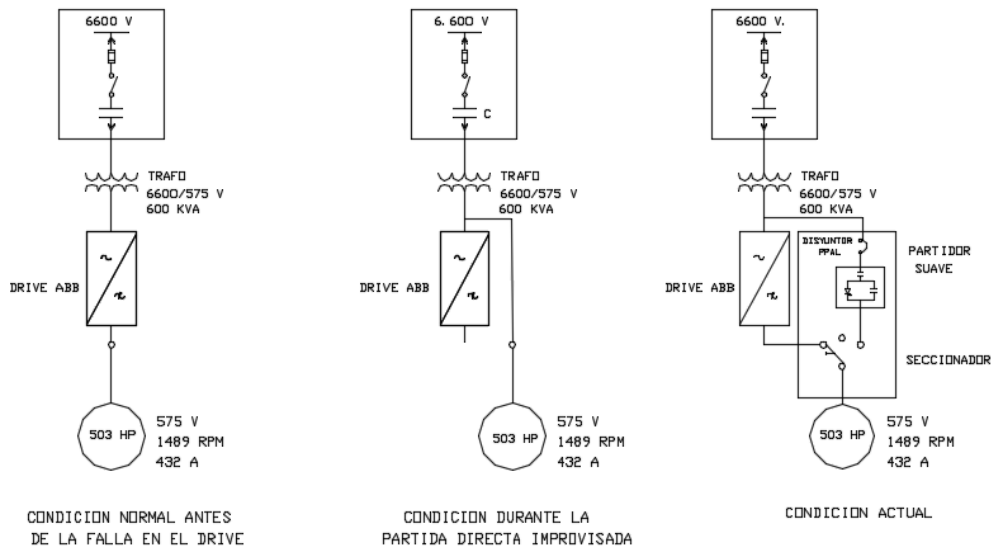 6600 V
TRAFO
6600/575 V
600 KVA
DRIVE ABB
503 HP
575 V
1489 RPM
432 A
CONDICION NORMAL ANTES
DE LA FALLA EN EL DRIVE
6.600 V
C
TRAFO
6600/575 V
600 KVA
DRIVE ABB
503 HP
575 V
1489 RPM
432 A
CONDICION DURANTE LA
PARTIDA DIRECTA IMPROVISADA
6600 V.
TRAFO
6600/575 V
600 KVA
DISYUNTOR
PPAL
PARTIDOR
SUAVE
DRIVE ABB
SECCIONADOR
503 HP
575 V
1489 RPM
432 A
CONDICION ACTUAL